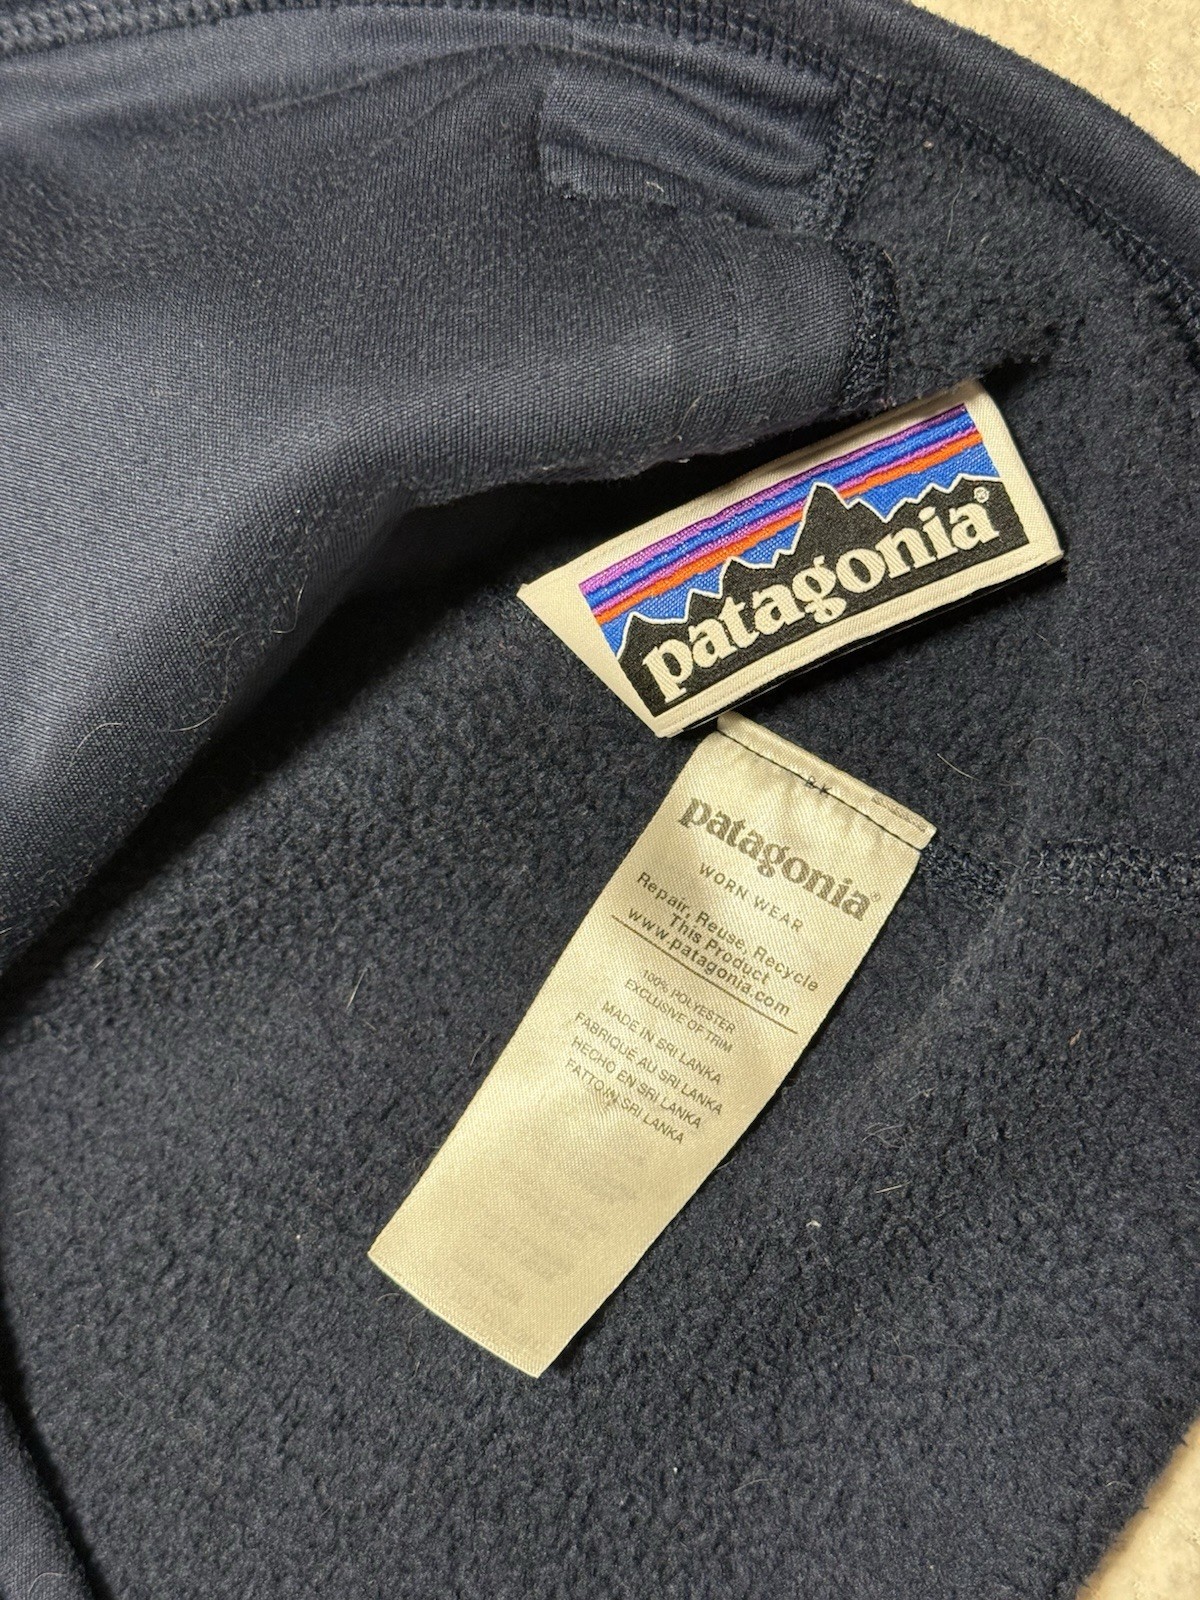 patagonia®
patagonia®
WORN WEAR
Repair, Reuse, Recycle
This Product
www.patagonia.com
100% POLYESTER
EXCLUSIVE OF TRIM
MADE IN SRI LANKA
FABRIQUÉ AU SRI LANKA
HECHO EN SRI LANKA
FATTO IN SRI LANKA